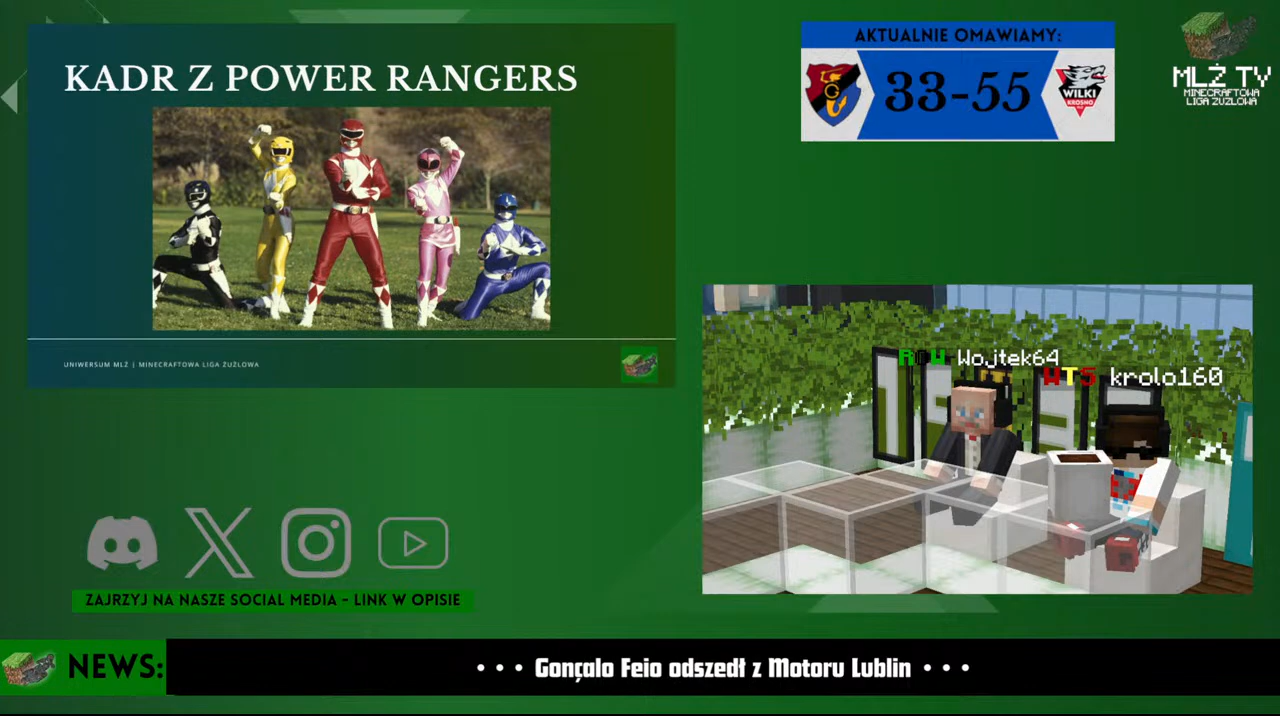 KADR Z POWER RANGERS
UNIWERSUM MLŻ | MINECRAFTOWA LIGA ŻUŻLOWA
AKTUALNIE OMAWIAMY:
33-55
WILKI
KROSNO
MLŻ TV
MINECRAFTOWA
LIGA ŻUŻLOWA
Wojtek64
WTS krolo160
ZAJRZYJ NA NASZE SOCIAL MEDIA - LINK W OPISIE
NEWS:
• • • Gonçalo Feio odszedł z Motoru Lublin • • •